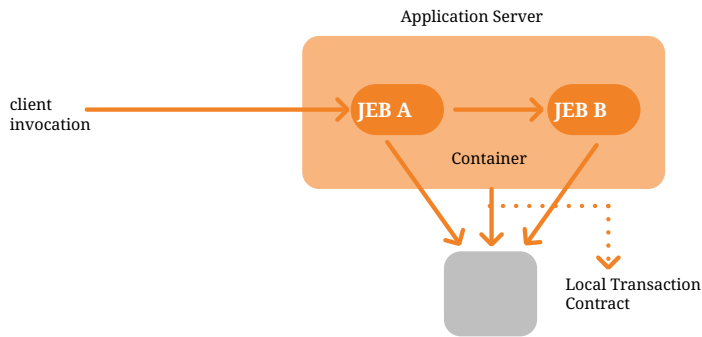 Application Server
client
invocation
JEB A
JEB B
Container
Local Transaction
Contract